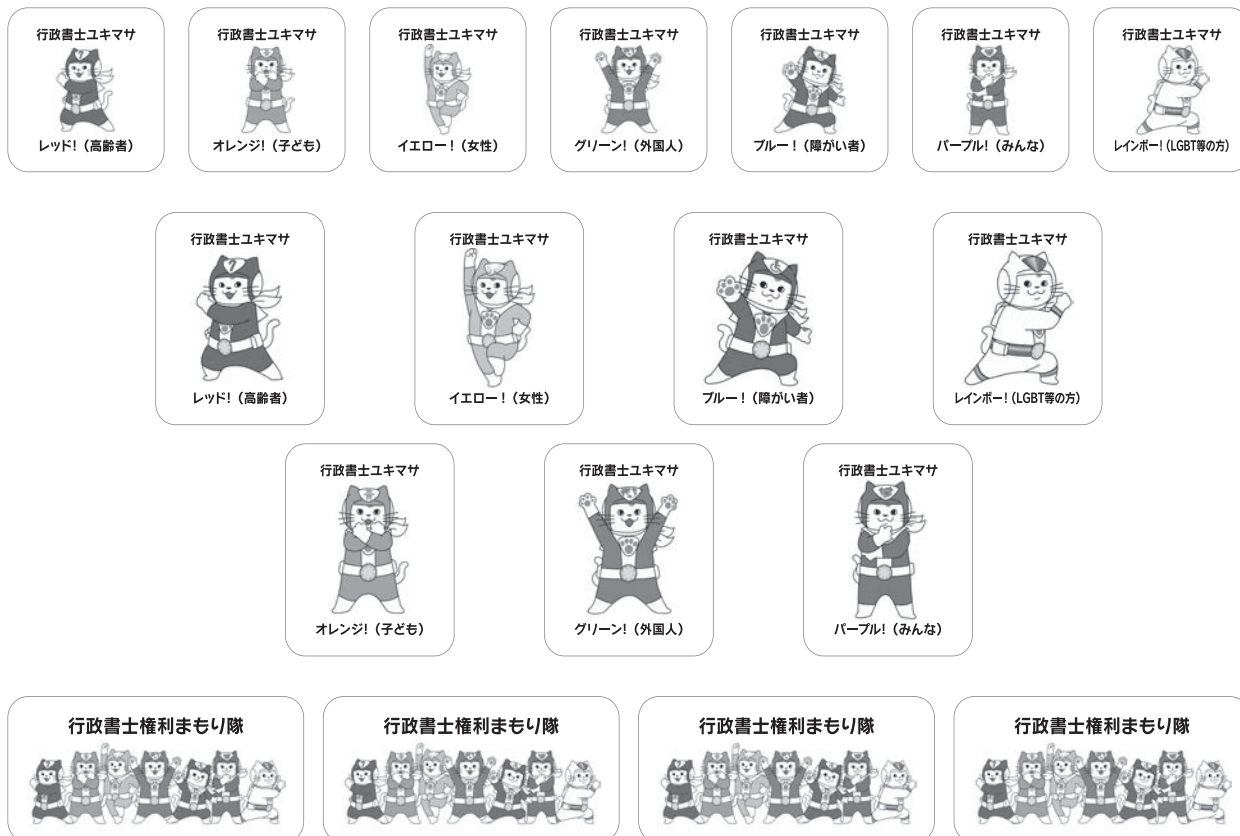 行政書士ユキマサ
レッド!(高齢者)
行政書士ユキマサ
オレンジ!(子ども)
行政書士ユキマサ
イエロー!(女性)
行政書士ユキマサ
グリーン!(外国人)
行政書士ユキマサ
ブルー!(障がい者)
行政書士ユキマサ
パープル!(みんな)
行政書士ユキマサ
レインボー!(LGBT等の方)
行政書士ユキマサ
レッド!(高齢者)
行政書士ユキマサ
イエロー!(女性)
行政書士ユキマサ
ブルー!(障がい者)
行政書士ユキマサ
レインボー!(LGBT等の方)
行政書士ユキマサ
オレンジ!(子ども)
行政書士ユキマサ
グリーン!(外国人)
行政書士ユキマサ
パープル!(みんな)
行政書士権利まもり隊
行政書士権利まもり隊
行政書士権利まもり隊
行政書士権利まもり隊